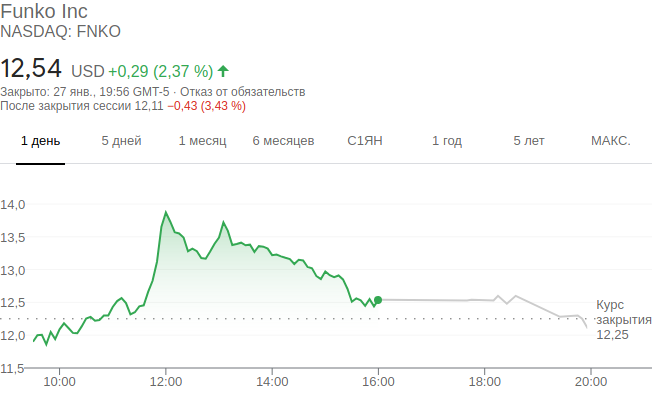 Funko Inc
NASDAQ: FNKO
12,54 USD +0,29 (2,37 %)
Закрыто: 27 янв., 19:56 GMT-5 · Отказ от обязательств
После закрытия сессии 12,11 −0,43 (3,43 %)
1 день 5 дней 1 месяц 6 месяцев С1ЯН 1 год 5 лет МАКС.
14,0
13,5
13,0
12,5
12,0
11,5
Курс
закрытия
12,25
10:00 12:00 14:00 16:00 18:00 20:00